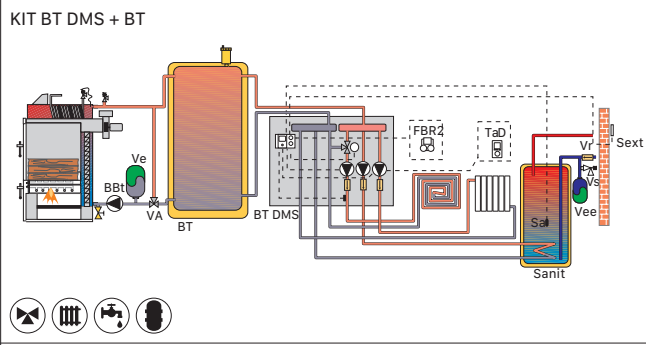 KIT BT DMS + BT
FBR2
TaD
Vr
Sext
Ve
BBt
Vs
VA
BT
BT DMS
Sa
Vee
Sanit